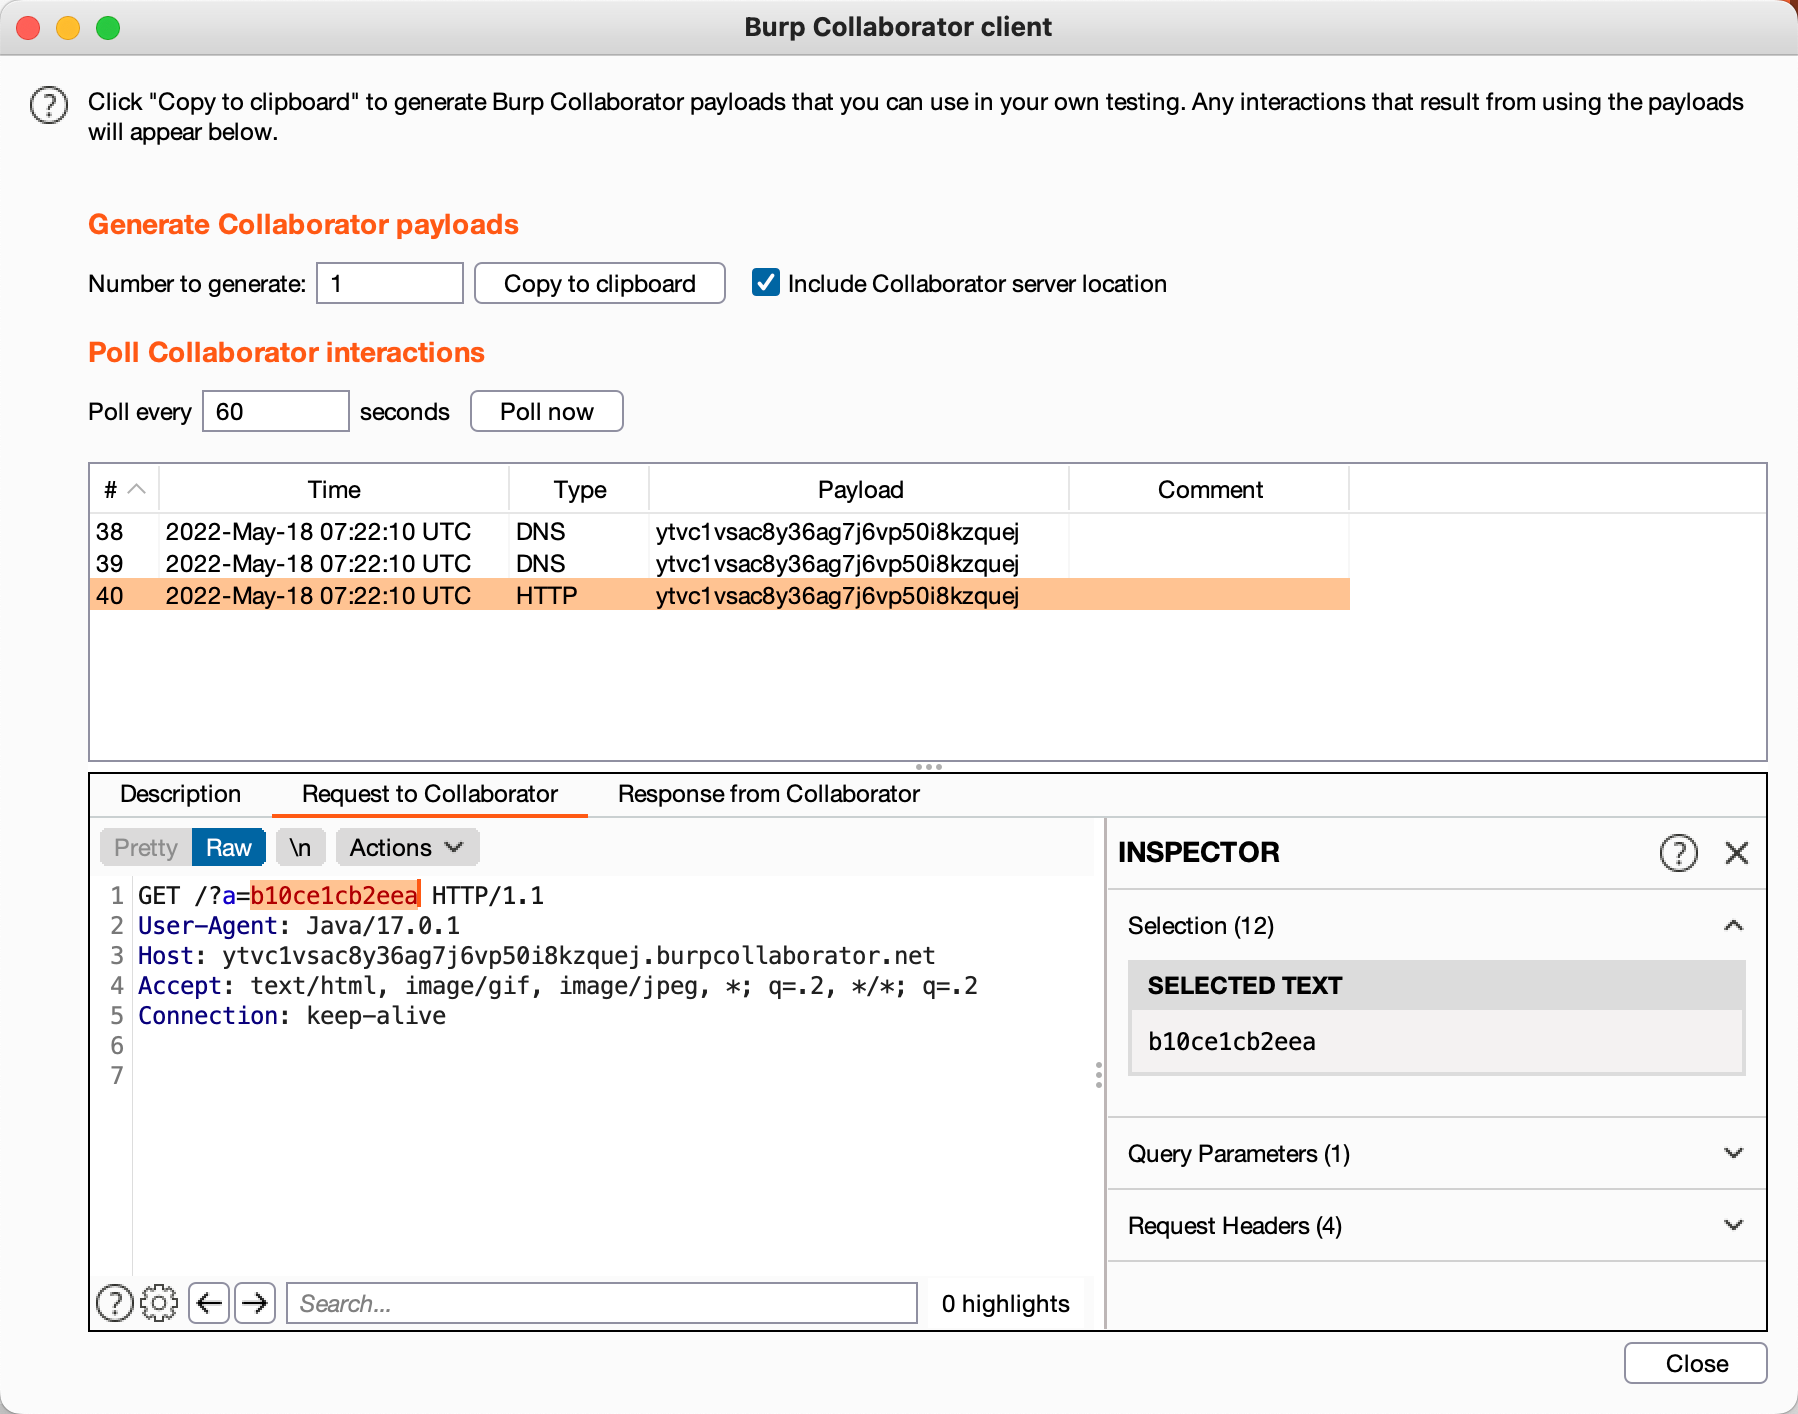 Burp Collaborator client
Click "Copy to clipboard" to generate Burp Collaborator payloads that you can use in your own testing. Any interactions that result from using the payloads
will appear below.
Generate Collaborator payloads
Number to generate: 1 Copy to clipboard Include Collaborator server location
Poll Collaborator interactions
Poll every 60 seconds Poll now
# Time Type Payload Comment
38 2022-May-18 07:22:10 UTC DNS ytvc1vsac8y36ag7j6vp50i8kzquej
39 2022-May-18 07:22:10 UTC DNS ytvc1vsac8y36ag7j6vp50i8kzquej
40 2022-May-18 07:22:10 UTC HTTP ytvc1vsac8y36ag7j6vp50i8kzquej
Description Request to Collaborator Response from Collaborator
Pretty Raw \n Actions
1 GET /?a=b10ce1cb2eea HTTP/1.1
2 User-Agent: Java/17.0.1
3 Host: ytvc1vsac8y36ag7j6vp50i8kzquej.burpcollaborator.net
4 Accept: text/html, image/gif, image/jpeg, *; q=.2, */*; q=.2
5 Connection: keep-alive
6
7
Search...
0 highlights
INSPECTOR
Selection (12)
SELECTED TEXT
b10ce1cb2eea
Query Parameters (1)
Request Headers (4)
Close